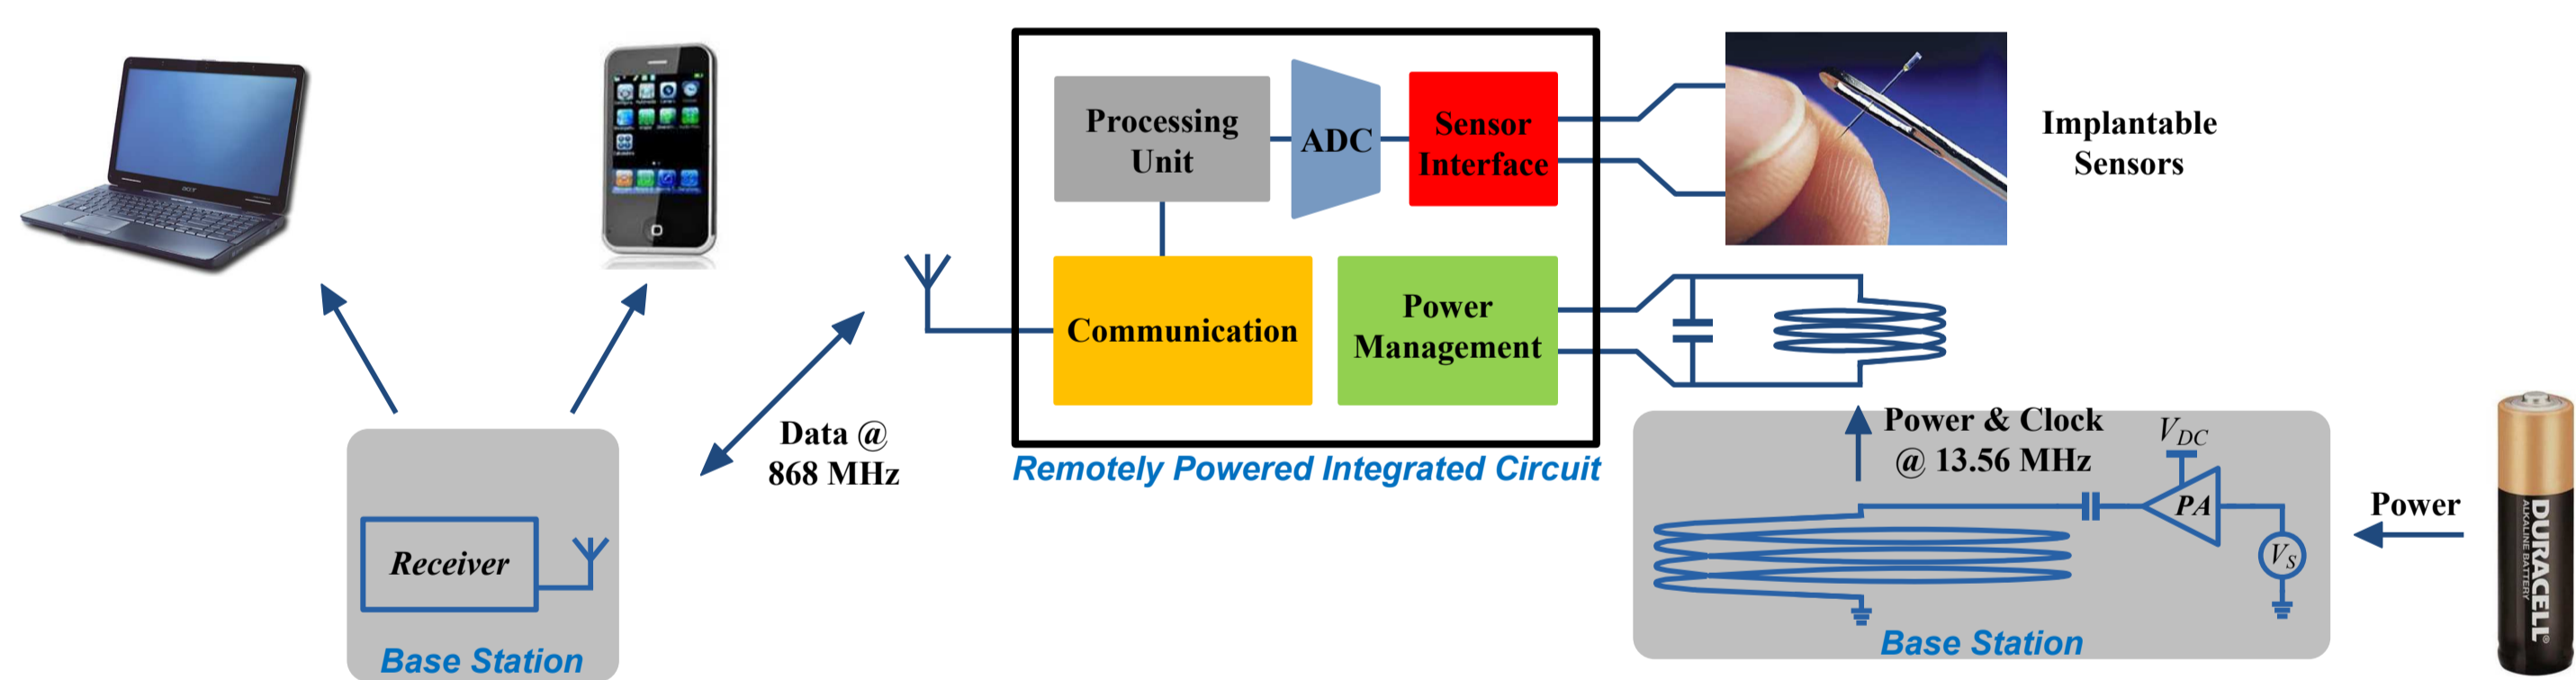 Processing
Unit
ADC
Sensor
Interface
Implantable
Sensors
Communication
Power
Management
Data @
868 MHz
Remotely Powered Integrated Circuit
Power & Clock
@ 13.56 MHz
VDC
PA
VS
Power
DURACELL®
ALKALINE BATTERY
Receiver
Base Station
Base Station
acer